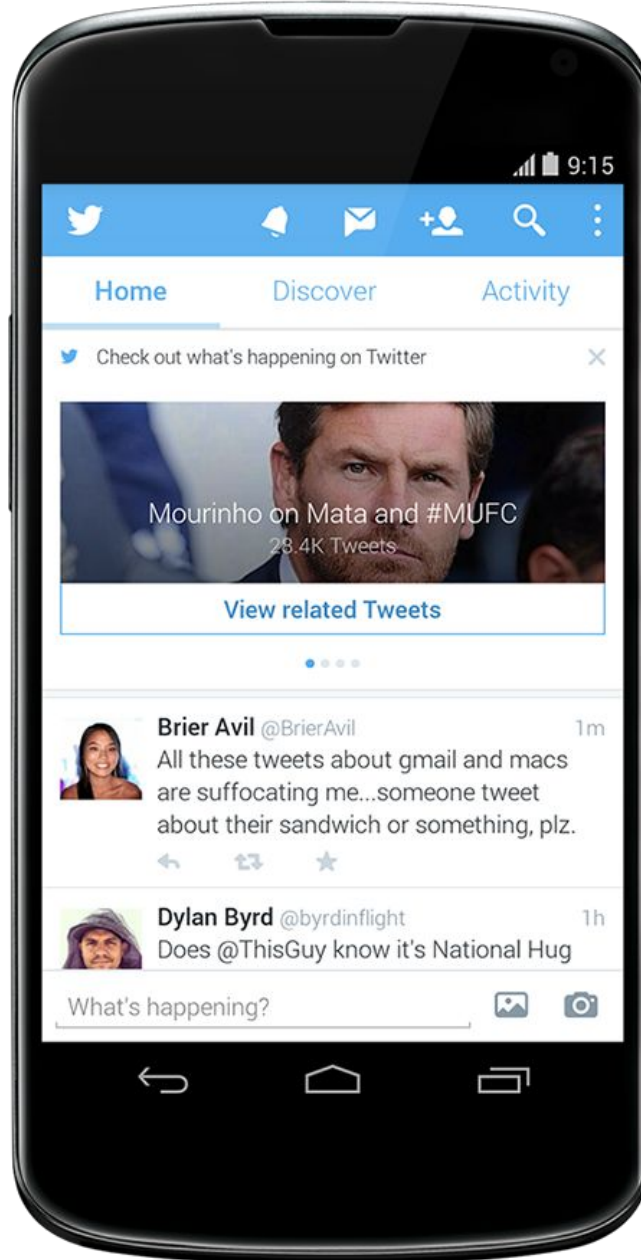 9:15
Home Discover Activity
Check out what's happening on Twitter
Mourinho on Mata and #MUFC
23.4K Tweets
View related Tweets
Brier Avil @BrierAvil 1m
All these tweets about gmail and macs
are suffocating me...someone tweet
about their sandwich or something, plz.
Dylan Byrd @byrdinflight 1h
Does @ThisGuy know it's National Hug
What's happening?